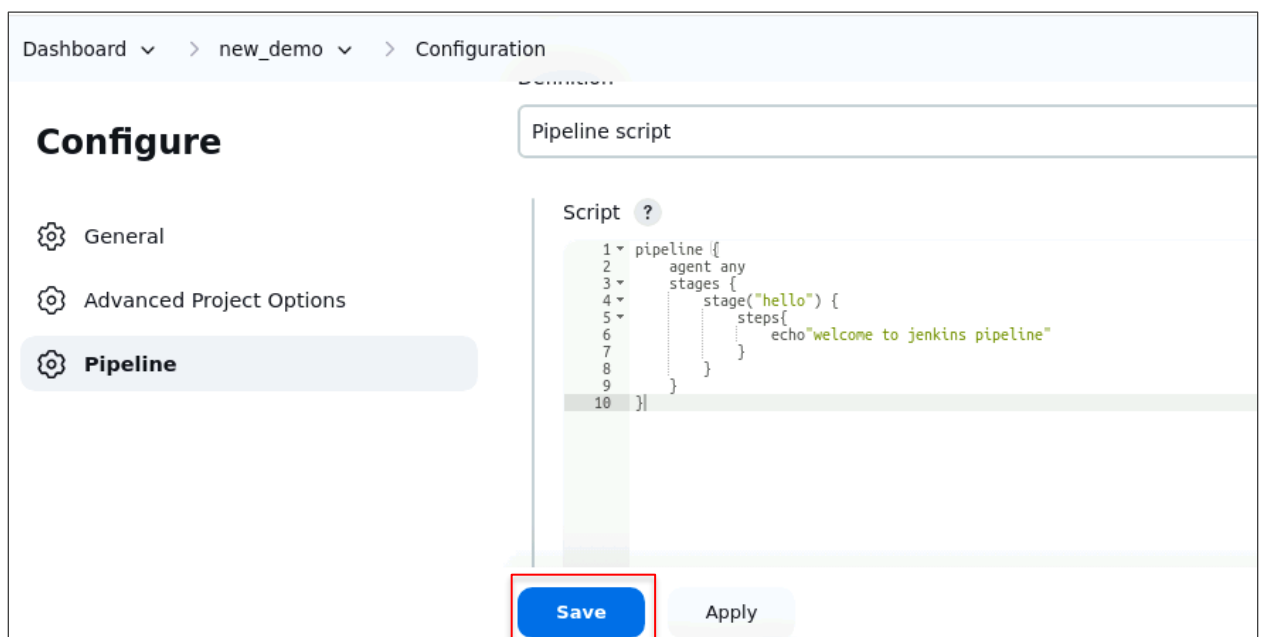 Dashboard > new_demo > Configuration
Definition
Configure
General
Advanced Project Options
Pipeline
Pipeline script
Script ?
1 pipeline {
2 agent any
3 stages {
4 stage("hello") {
5 steps{
6 echo"welcome to jenkins pipeline"
7 }
8 }
9 }
10 }
Save Apply